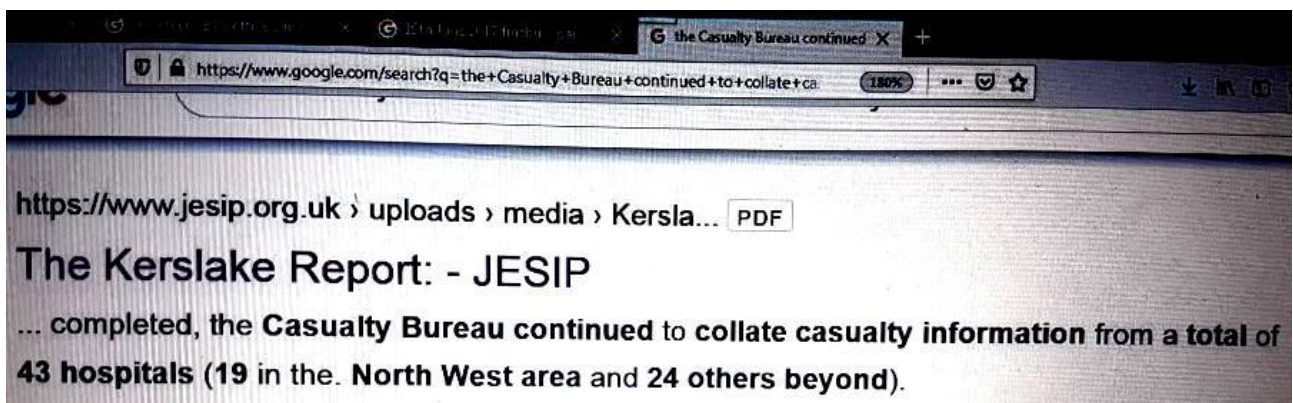 the Casualty Bureau continued
https://www.google.com/search?q=the+Casualty+Bureau+continued+to+collate+ca
180%
https://www.jesip.org.uk › uploads › media › Kersla... PDF
The Kerslake Report: - JESIP
... completed, the Casualty Bureau continued to collate casualty information from a total of
43 hospitals (19 in the. North West area and 24 others beyond).